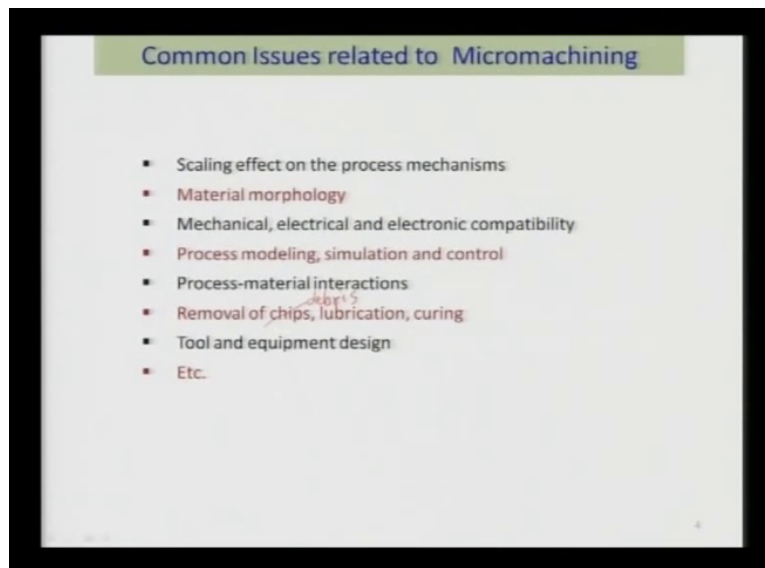 Common Issues related to Micromachining
▪ Scaling effect on the process mechanisms
▪ Material morphology
▪ Mechanical, electrical and electronic compatibility
▪ Process modeling, simulation and control
▪ Process-material interactions
debris
▪ Removal of chips, lubrication, curing
▪ Tool and equipment design
▪ Etc.
4